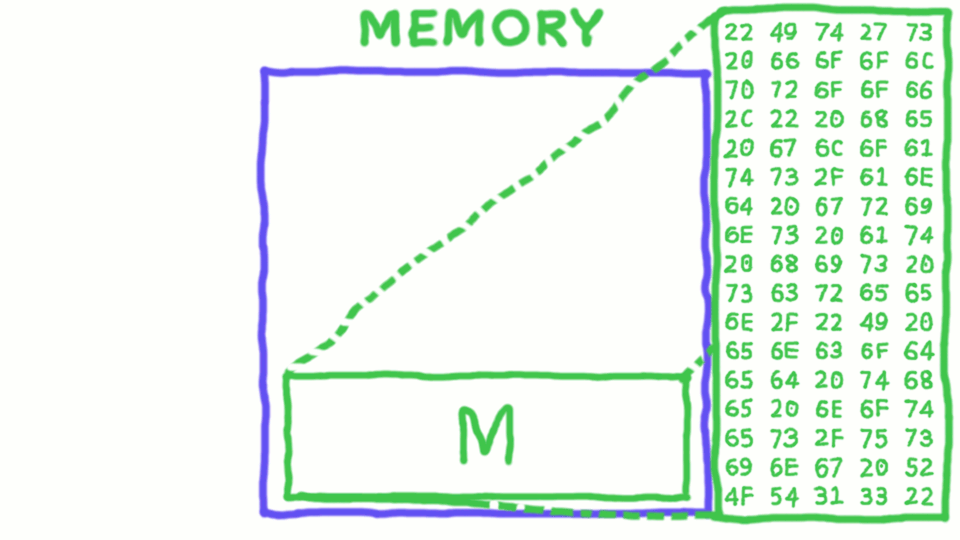 MEMORY
22 49 74 27 73
20 66 6F 6F 6C
70 72 6F 6F 66
2C 22 20 68 65
20 67 6C 6F 61
74 73 2F 61 6E
64 20 67 72 69
6E 73 20 61 74
20 68 69 73 20
73 63 72 65 65
6E 2F 22 49 20
65 6E 63 6F 64
65 64 20 74 68
65 20 6E 6F 74
65 73 2F 75 73
69 6E 67 20 52
4F 54 31 33 22
M